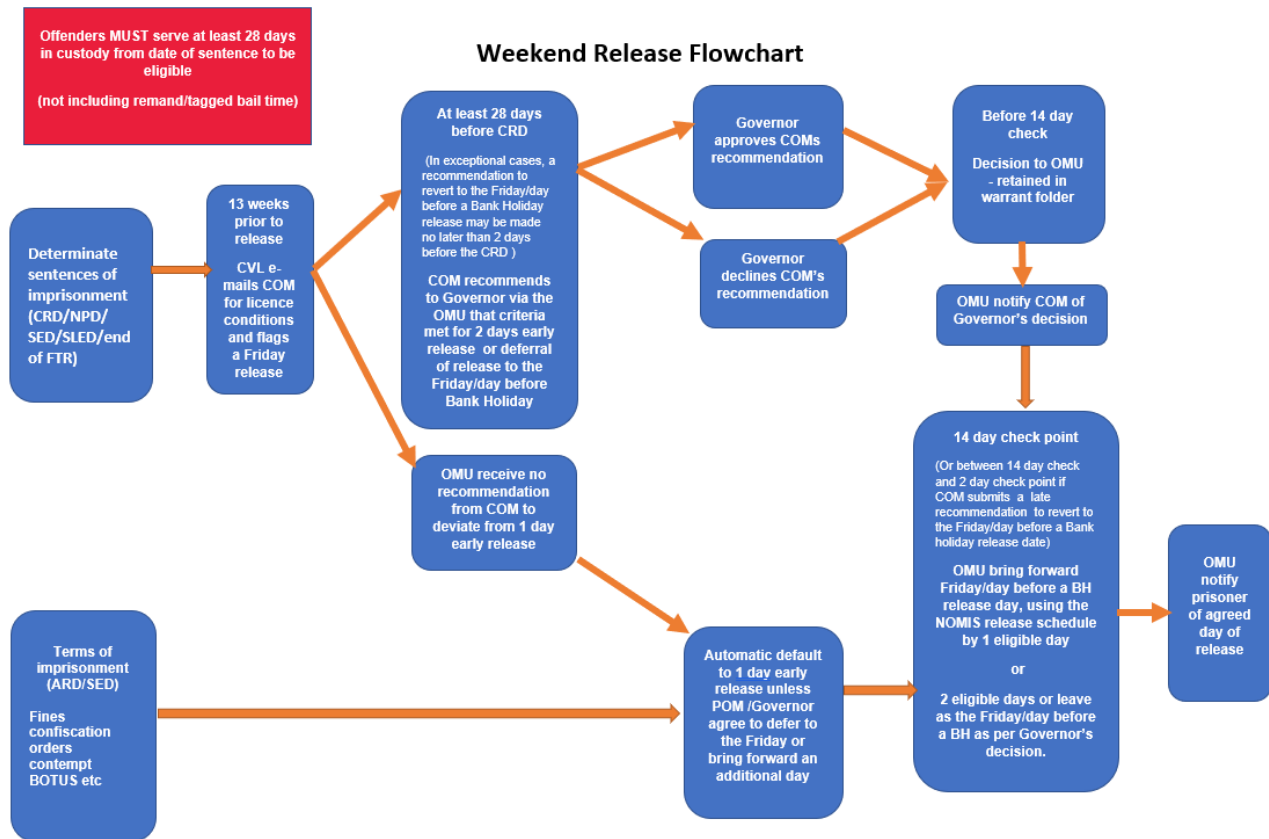 Offenders MUST serve at least 28 days
in custody from date of sentence to be
eligible
(not including remand/tagged bail time)
Weekend Release Flowchart
Determinate
sentences of
imprisonment
(CRD/NPD/
SED/SLED/end
of FTR)
13 weeks
prior to
release
CVL e-
mails COM
for licence
conditions
and flags
a Friday
release
At least 28 days
before CRD
(In exceptional cases, a
recommendation to
revert to the Friday/day
before a Bank Holiday
release may be made
no later than 2 days
before the CRD )
COM recommends
to Governor via the
OMU that criteria
met for 2 days early
release or deferral
of release to the
Friday/day before
Bank Holiday
Governor
approves COMs
recommendation
Governor
declines COM's
recommendation
Before 14 day
check
Decision to OMU
- retained in
warrant folder
OMU notify COM of
Governor's decision
OMU receive no
recommendation
from COM to
deviate from 1 day
early release
Terms of
imprisonment
(ARD/SED)
Fines
confiscation
orders
contempt
BOTUS etc
Automatic default
to 1 day early
release unless
POM /Governor
agree to defer to
the Friday or
bring forward an
additional day
14 day check point
(Or between 14 day check
and 2 day check point if
COM submits a late
recommendation to revert to
the Friday/day before a Bank
holiday release date)
OMU bring forward
Friday/day before a BH
release day, using the
NOMIS release schedule
by 1 eligible day
or
2 eligible days or leave
as the Friday/day before
a BH as per Governor's
decision.
OMU
notify
prisoner
of agreed
day of
release